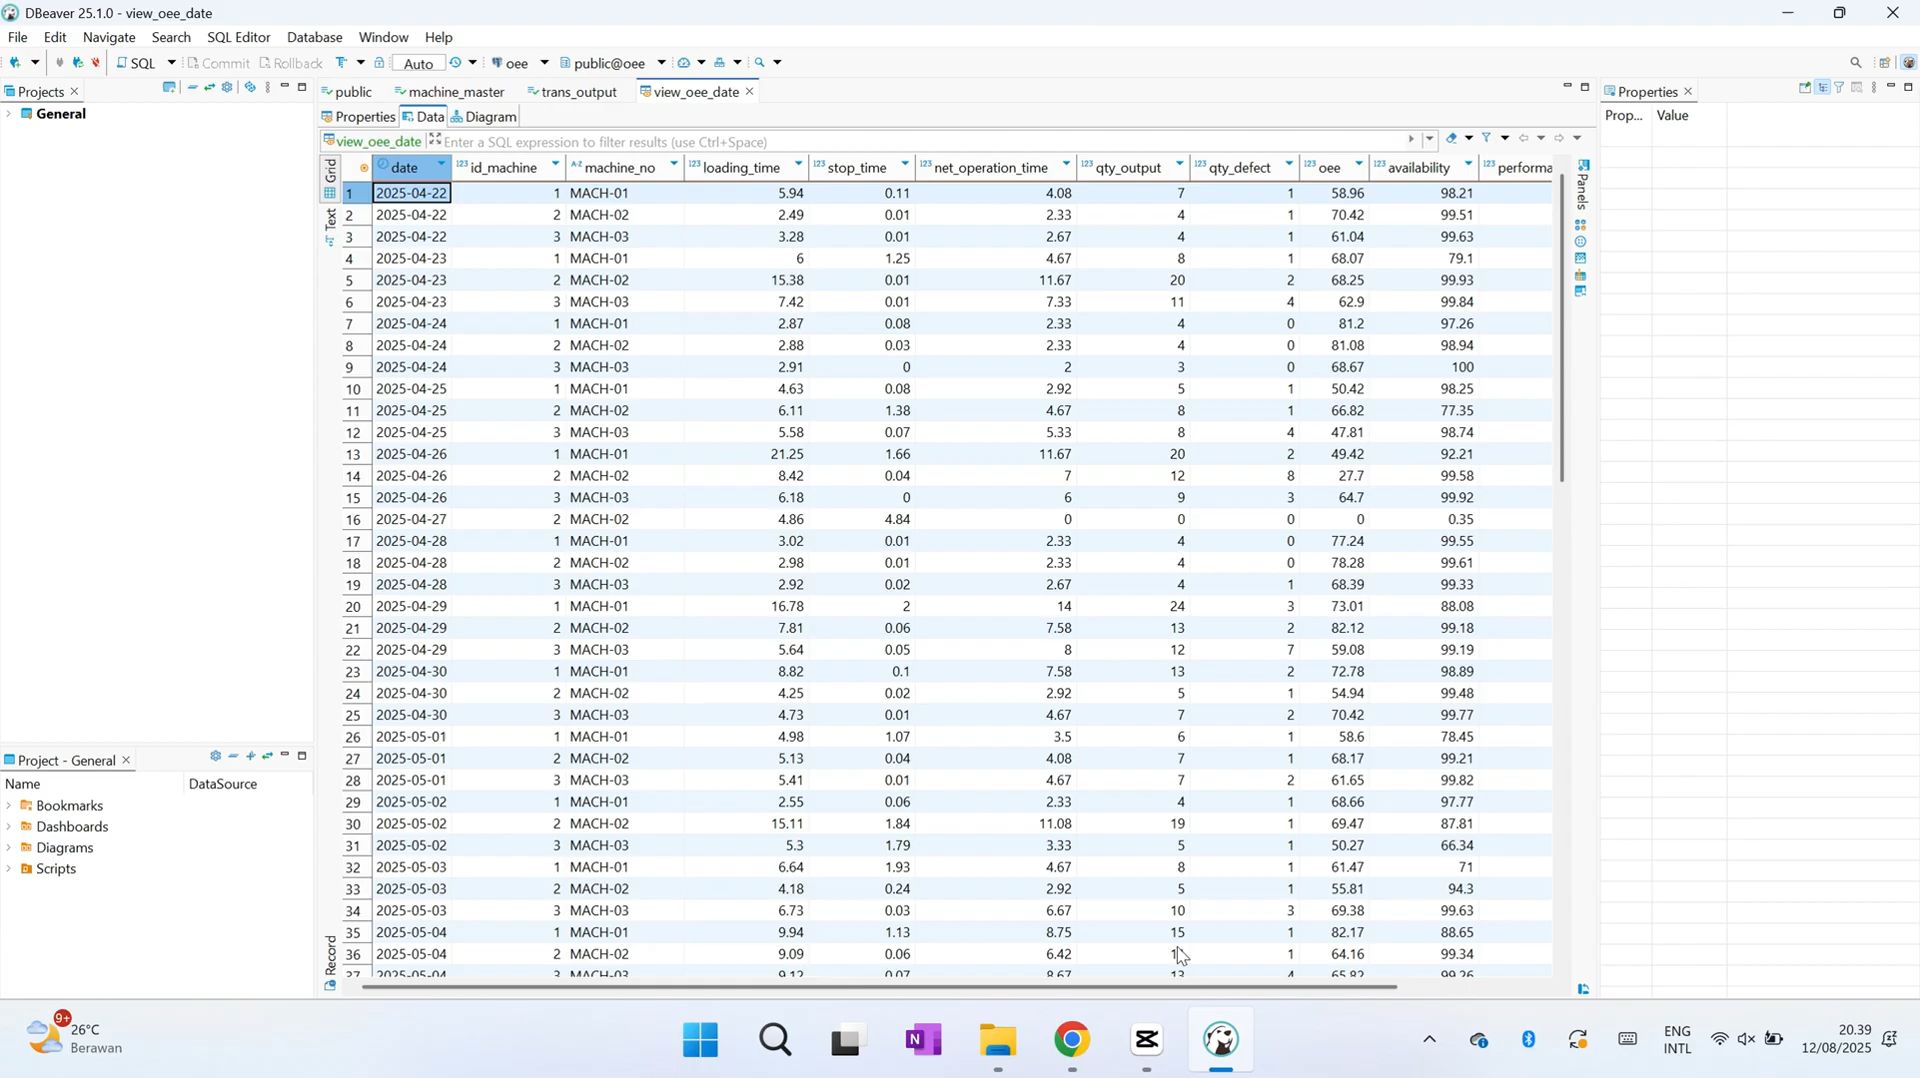 DBeaver 25.1.0 - view_oee_date
File Edit Navigate Search SQL Editor Database Window Help
SQL Commit Rollback Auto oee public@oee
Projects public machine_master trans_output view_oee_date Properties
General Properties Data Diagram Prop... Value
view_oee_date Enter a SQL expression to filter results (use Ctrl+Space)
date id_machine machine_no loading_time stop_time net_operation_time qty_output qty_defect oee availability performa
1 2025-04-22 1 MACH-01 5.94 0.11 4.08 7 1 58.96 98.21
2 2025-04-22 2 MACH-02 2.49 0.01 2.33 4 1 70.42 99.51
3 2025-04-22 3 MACH-03 3.28 0.01 2.67 4 1 61.04 99.63
4 2025-04-23 1 MACH-01 6 1.25 4.67 8 1 68.07 79.1
5 2025-04-23 2 MACH-02 15.38 0.01 11.67 20 2 68.25 99.93
6 2025-04-23 3 MACH-03 7.42 0.01 7.33 11 4 62.9 99.84
7 2025-04-24 1 MACH-01 2.87 0.08 2.33 4 0 81.2 97.26
8 2025-04-24 2 MACH-02 2.88 0.03 2.33 4 0 81.08 98.94
9 2025-04-24 3 MACH-03 2.91 0 2 3 0 68.67 100
10 2025-04-25 1 MACH-01 4.63 0.08 2.92 5 1 50.42 98.25
11 2025-04-25 2 MACH-02 6.11 1.38 4.67 8 1 66.82 77.35
12 2025-04-25 3 MACH-03 5.58 0.07 5.33 8 4 47.81 98.74
13 2025-04-26 1 MACH-01 21.25 1.66 11.67 20 2 49.42 92.21
14 2025-04-26 2 MACH-02 8.42 0.04 7 12 8 27.7 99.58
15 2025-04-26 3 MACH-03 6.18 0 6 9 3 64.7 99.92
16 2025-04-27 2 MACH-02 4.86 4.84 0 0 0 0 0.35
17 2025-04-28 1 MACH-01 3.02 0.01 2.33 4 0 77.24 99.55
18 2025-04-28 2 MACH-02 2.98 0.01 2.33 4 0 78.28 99.61
19 2025-04-28 3 MACH-03 2.92 0.02 2.67 4 1 68.39 99.33
20 2025-04-29 1 MACH-01 16.78 2 14 24 3 73.01 88.08
21 2025-04-29 2 MACH-02 7.81 0.06 7.58 13 2 82.12 99.18
22 2025-04-29 3 MACH-03 5.64 0.05 8 12 7 59.08 99.19
23 2025-04-30 1 MACH-01 8.82 0.1 7.58 13 2 72.78 98.89
24 2025-04-30 2 MACH-02 4.25 0.02 2.92 5 1 54.94 99.48
25 2025-04-30 3 MACH-03 4.73 0.01 4.67 7 2 70.42 99.77
26 2025-05-01 1 MACH-01 4.98 1.07 3.5 6 1 58.6 78.45
27 2025-05-01 2 MACH-02 5.13 0.04 4.08 7 1 68.17 99.21
28 2025-05-01 3 MACH-03 5.41 0.01 4.67 7 2 61.65 99.82
29 2025-05-02 1 MACH-01 2.55 0.06 2.33 4 1 68.66 97.77
30 2025-05-02 2 MACH-02 15.11 1.84 11.08 19 1 69.47 87.81
31 2025-05-02 3 MACH-03 5.3 1.79 3.33 5 1 50.27 66.34
32 2025-05-03 1 MACH-01 6.64 1.93 4.67 8 1 61.47 71
33 2025-05-03 2 MACH-02 4.18 0.24 2.92 5 1 55.81 94.3
34 2025-05-03 3 MACH-03 6.73 0.03 6.67 10 3 69.38 99.63
35 2025-05-04 1 MACH-01 9.94 1.13 8.75 15 1 82.17 88.65
36 2025-05-04 2 MACH-02 9.09 0.06 6.42 1 64.16 99.34
37 2025-05-04 3 MACH-03 9.12 0.07 8.67 13 4 65.82 99.26
Grid
Text
Record
Panels
Project - General
Name DataSource
Bookmarks
Dashboards
Diagrams
Scripts
9+ 26°C
Berawan
ENG
INTL
20.39
12/08/2025